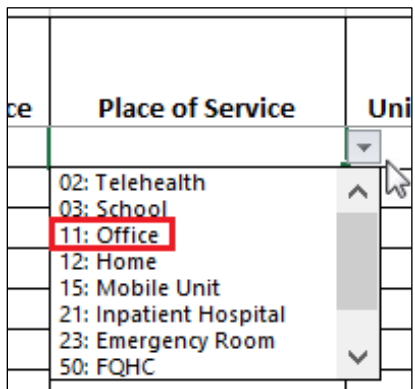 ce Place of Service Uni
02: Telehealth
03: School
11: Office
12: Home
15: Mobile Unit
21: Inpatient Hospital
23: Emergency Room
50: FQHC